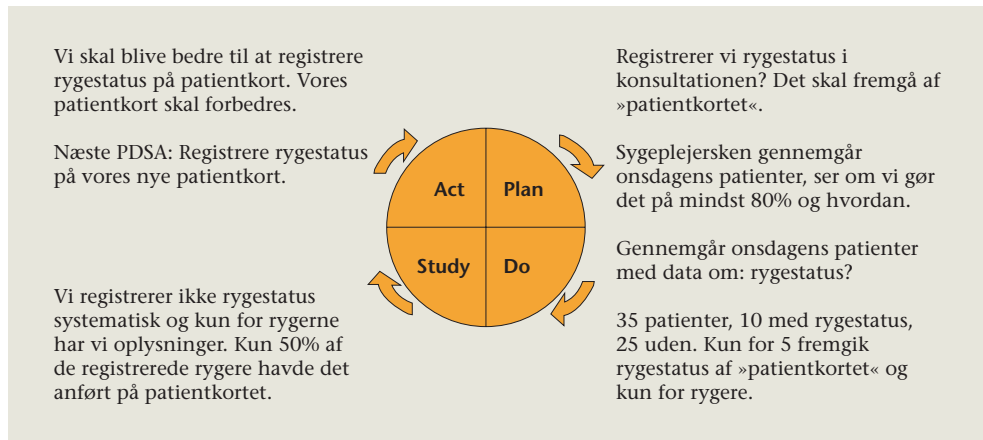 Vi skal blive bedre til at registrere
rygestatus på patientkort. Vores
patientkort skal forbedres.
Næste PDSA: Registrere rygestatus
på vores nye patientkort.
Registrerer vi rygestatus i
konsultationen? Det skal fremgå af
»patientkortet«.
Sygeplejersken gennemgår
onsdagens patienter, ser om vi gør
det på mindst 80% og hvordan.
Act
Plan
Study
Do
Gennemgår onsdagens patienter
med data om: rygestatus?
35 patienter, 10 med rygestatus,
25 uden. Kun for 5 fremgik
rygestatus af »patientkortet« og
kun for rygere.
Vi registrerer ikke rygestatus
systematisk og kun for rygerne
har vi oplysninger. Kun 50% af
de registrerede rygere havde det
anført på patientkortet.